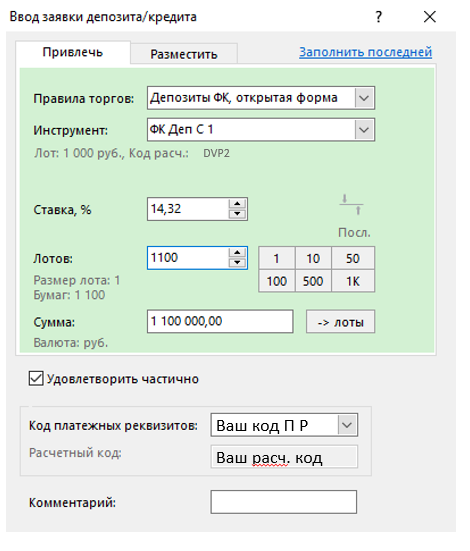 Ввод заявки депозита/кредита ?
Привлечь Разместить Заполнить последней
Правила торгов: Депозиты ФК, открытая форма
Инструмент: ФК Деп С 1
Лот: 1 000 руб., Код расч.: DVP2
Ставка, % 14,32
Посл.
Лотов: 1100 1 10 50
Размер лота: 1
Бумаг: 1 100 100 500 1К
Сумма: 1 100 000,00 -> лоты
Валюта: руб.
Удовлетворить частично
Код платежных реквизитов: Ваш код П Р
Расчетный код: Ваш расч. код
Комментарий: